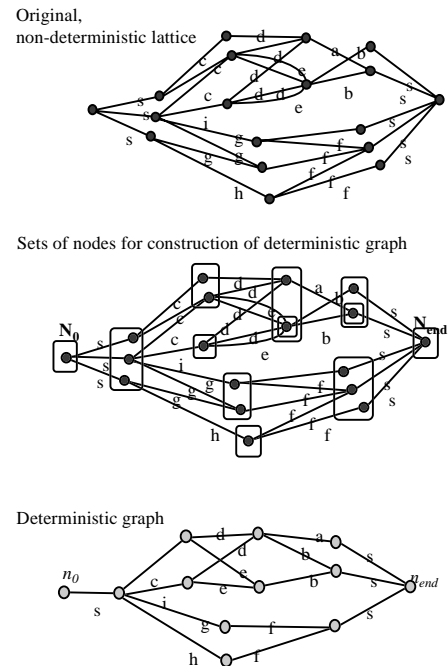 Original,
non-deterministic lattice
d
c
c
d
d
e
a
b
s
s
s
c
d
d
e
b
s
s
i
g
g
g
f
f
f
f
f
s
s
s
h
Sets of nodes for construction of deterministic graph
N0
Nend
s
s
s
c
c
c
d
d
d
d
d
e
e
a
b
b
s
s
s
s
s
i
g
g
g
f
f
f
f
f
h
Deterministic graph
n0
nend
s
c
i
h
d
d
e
e
a
b
b
s
s
s
g
f
f